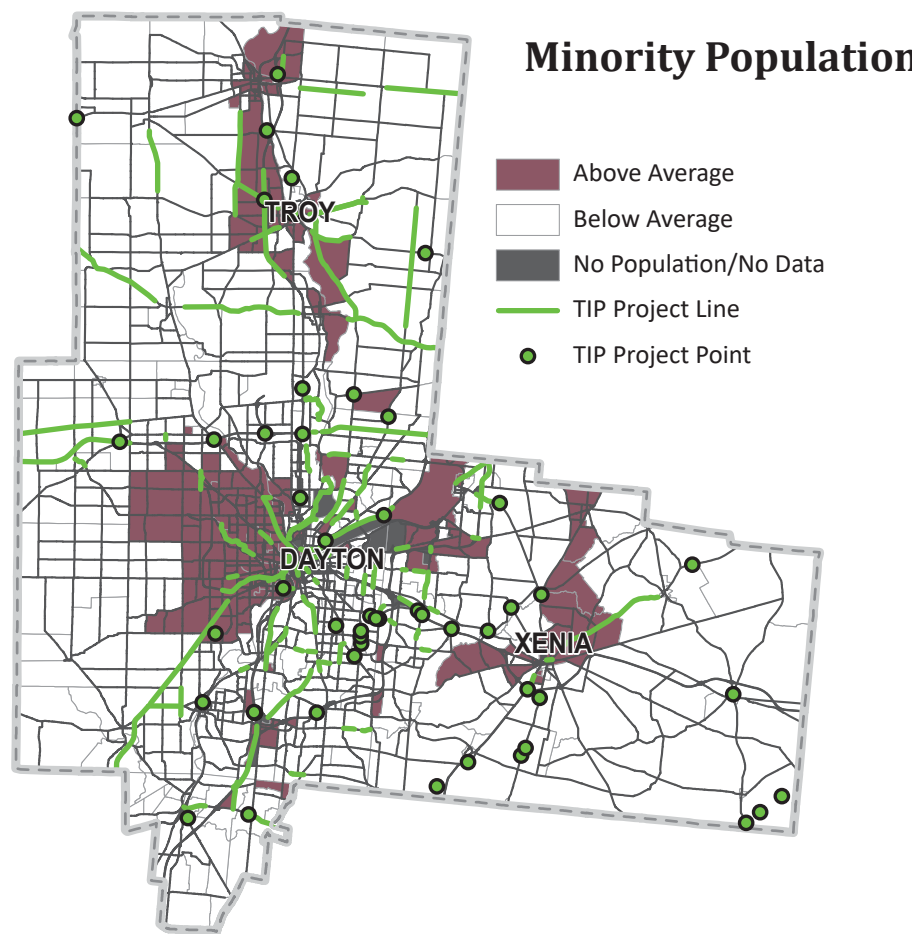 Minority Population
Above Average
Below Average
No Population/No Data
TIP Project Line
TIP Project Point
TROY
DAYTON
XENIA